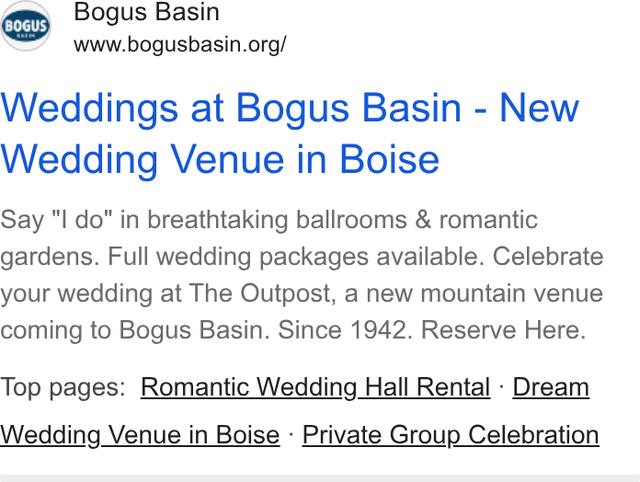 BOGUS
BASIN
Bogus Basin
www.bogusbasin.org/
Weddings at Bogus Basin - New
Wedding Venue in Boise
Say "I do" in breathtaking ballrooms & romantic
gardens. Full wedding packages available. Celebrate
your wedding at The Outpost, a new mountain venue
coming to Bogus Basin. Since 1942. Reserve Here.
Top pages: Romantic Wedding Hall Rental · Dream
Wedding Venue in Boise · Private Group Celebration